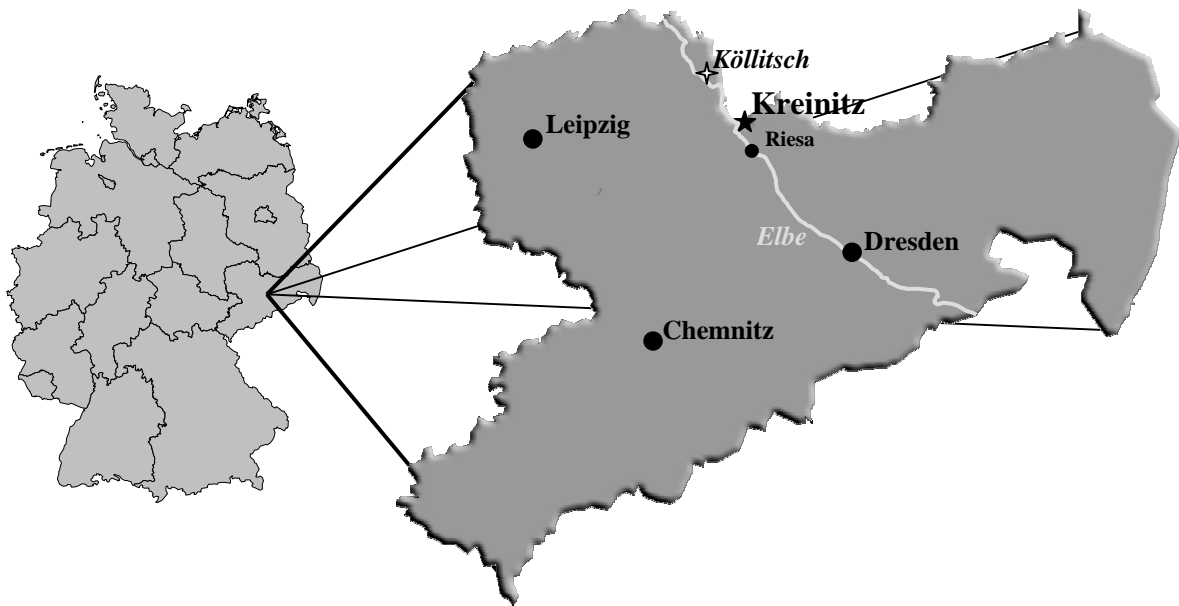 Köllitsch
Kreinitz
Leipzig
Riesa
Elbe
Dresden
Chemnitz